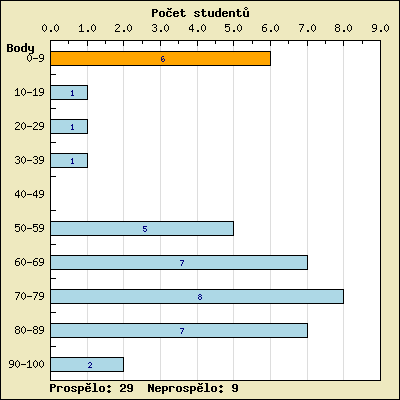 Počet studentů
0.0 1.0 2.0 3.0 4.0 5.0 6.0 7.0 8.0 9.0
Body
0-9 6
10-19 1
20-29 1
30-39 1
40-49
50-59 5
60-69 7
70-79 8
80-89 7
90-100 2
Prospělo: 29 Neprospělo: 9